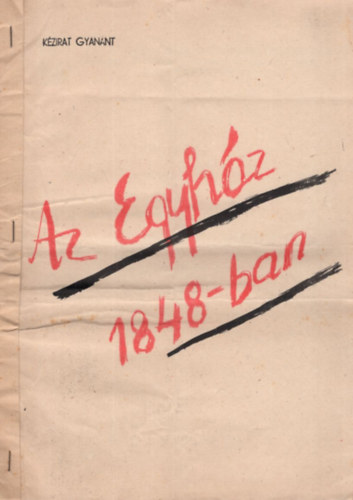 KÉZIRAT GYANÁNT
Az Egyház
1848-ban